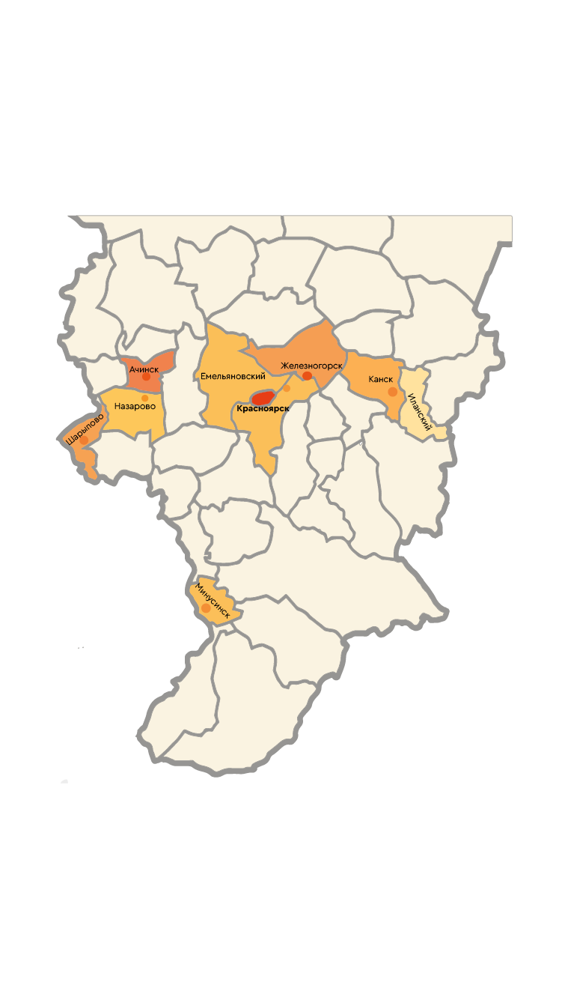 Ачинск
Железногорск
Емельяновский
Канск
Назарово
Красноярск
Иланский
Шарыпово
Минусинск